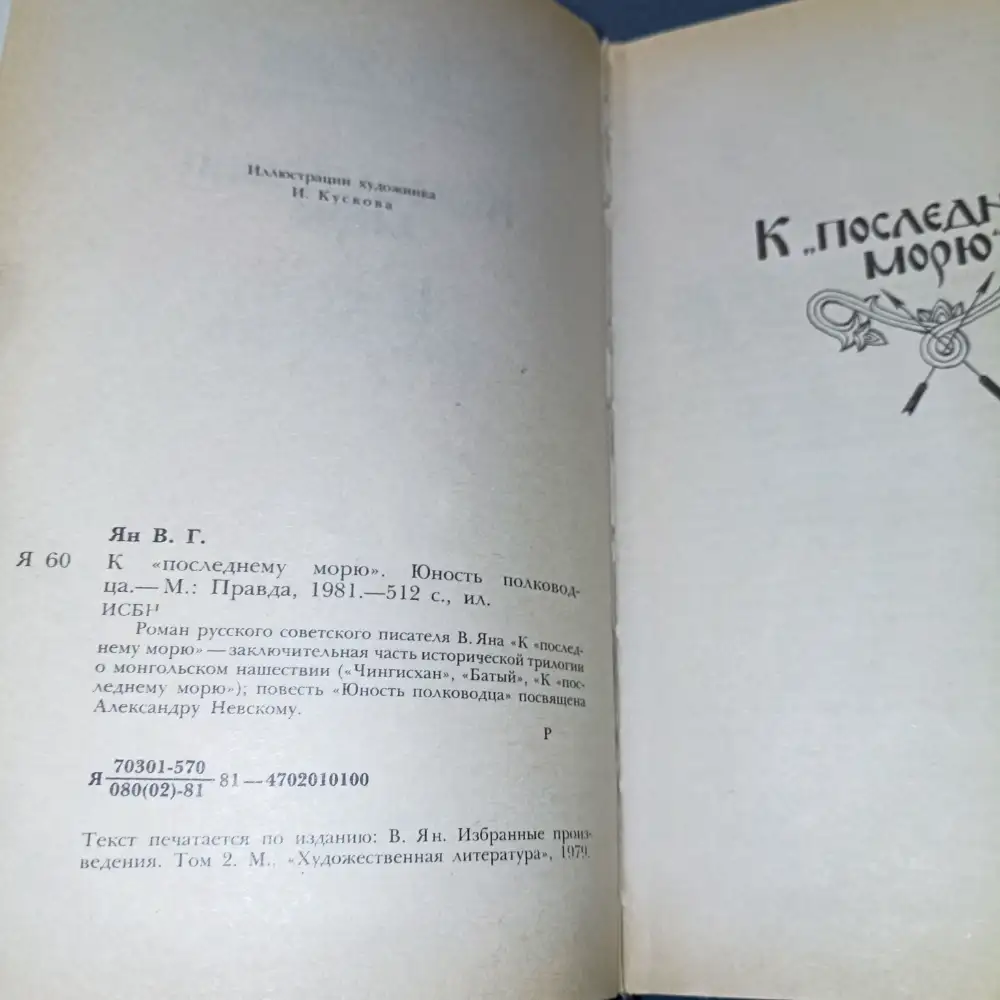 Иллюстрации художника
И. Кускова
Ян В. Г.
Я 60
К «последнему морю». Юность полковод-
ца.— М.: Правда, 1981.—512 с., ил.
ИСБН
Роман русского советского писателя В. Яна «К «послед-
нему морю» — заключительная часть исторической трилогии
о монгольском нашествии («Чингисхан», «Батый», «К «пос-
леднему морю»); повесть «Юность полководца» посвящена
Александру Невскому.
Р
Я 70301-570
080(02)-81 81—4702010100
Текст печатается по изданию: В. Ян. Избранные произ-
ведения. Том 2. М., «Художественная литература», 1979.
К „ПОСЛЕДН
МОРЮ“